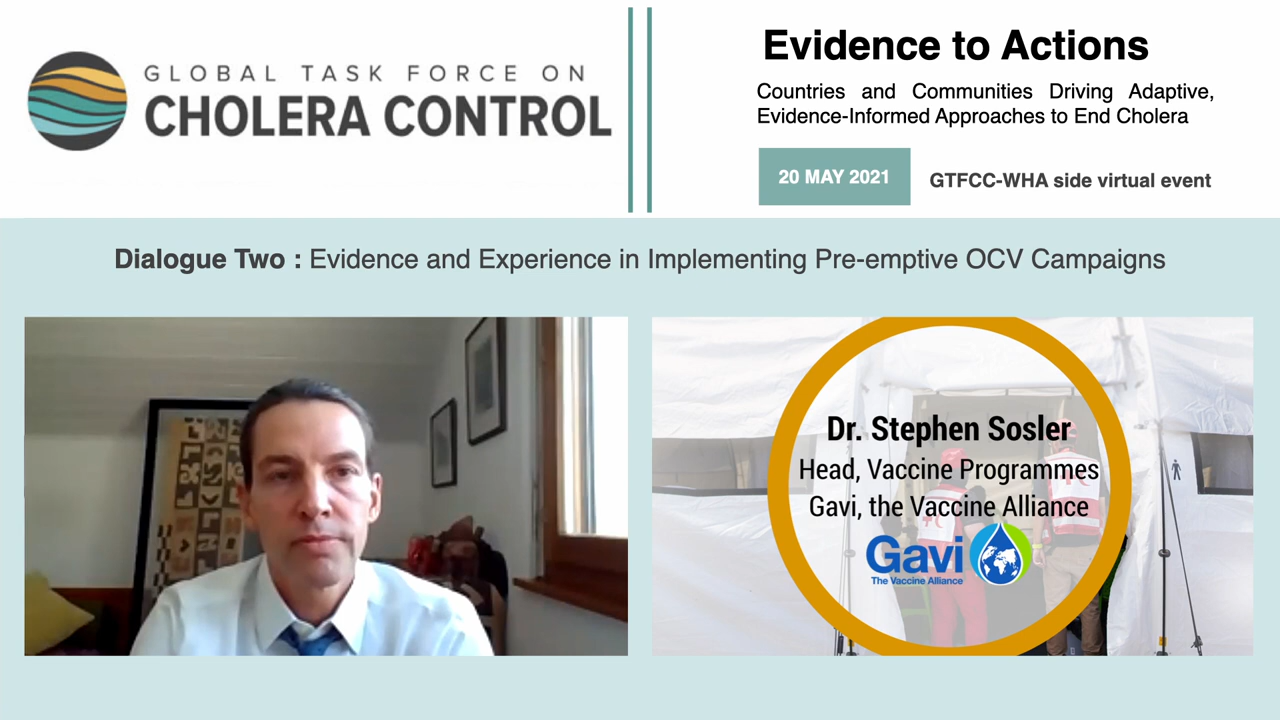 GLOBAL TASK FORCE ON
CHOLERA CONTROL
Evidence to Actions
Countries and Communities Driving Adaptive,
Evidence-Informed Approaches to End Cholera
20 MAY 2021
GTFCC-WHA side virtual event
Dialogue Two : Evidence and Experience in Implementing Pre-emptive OCV Campaigns
Dr. Stephen Sosler
Head, Vaccine Programmes
Gavi, the Vaccine Alliance
Gavi
The Vaccine Alliance